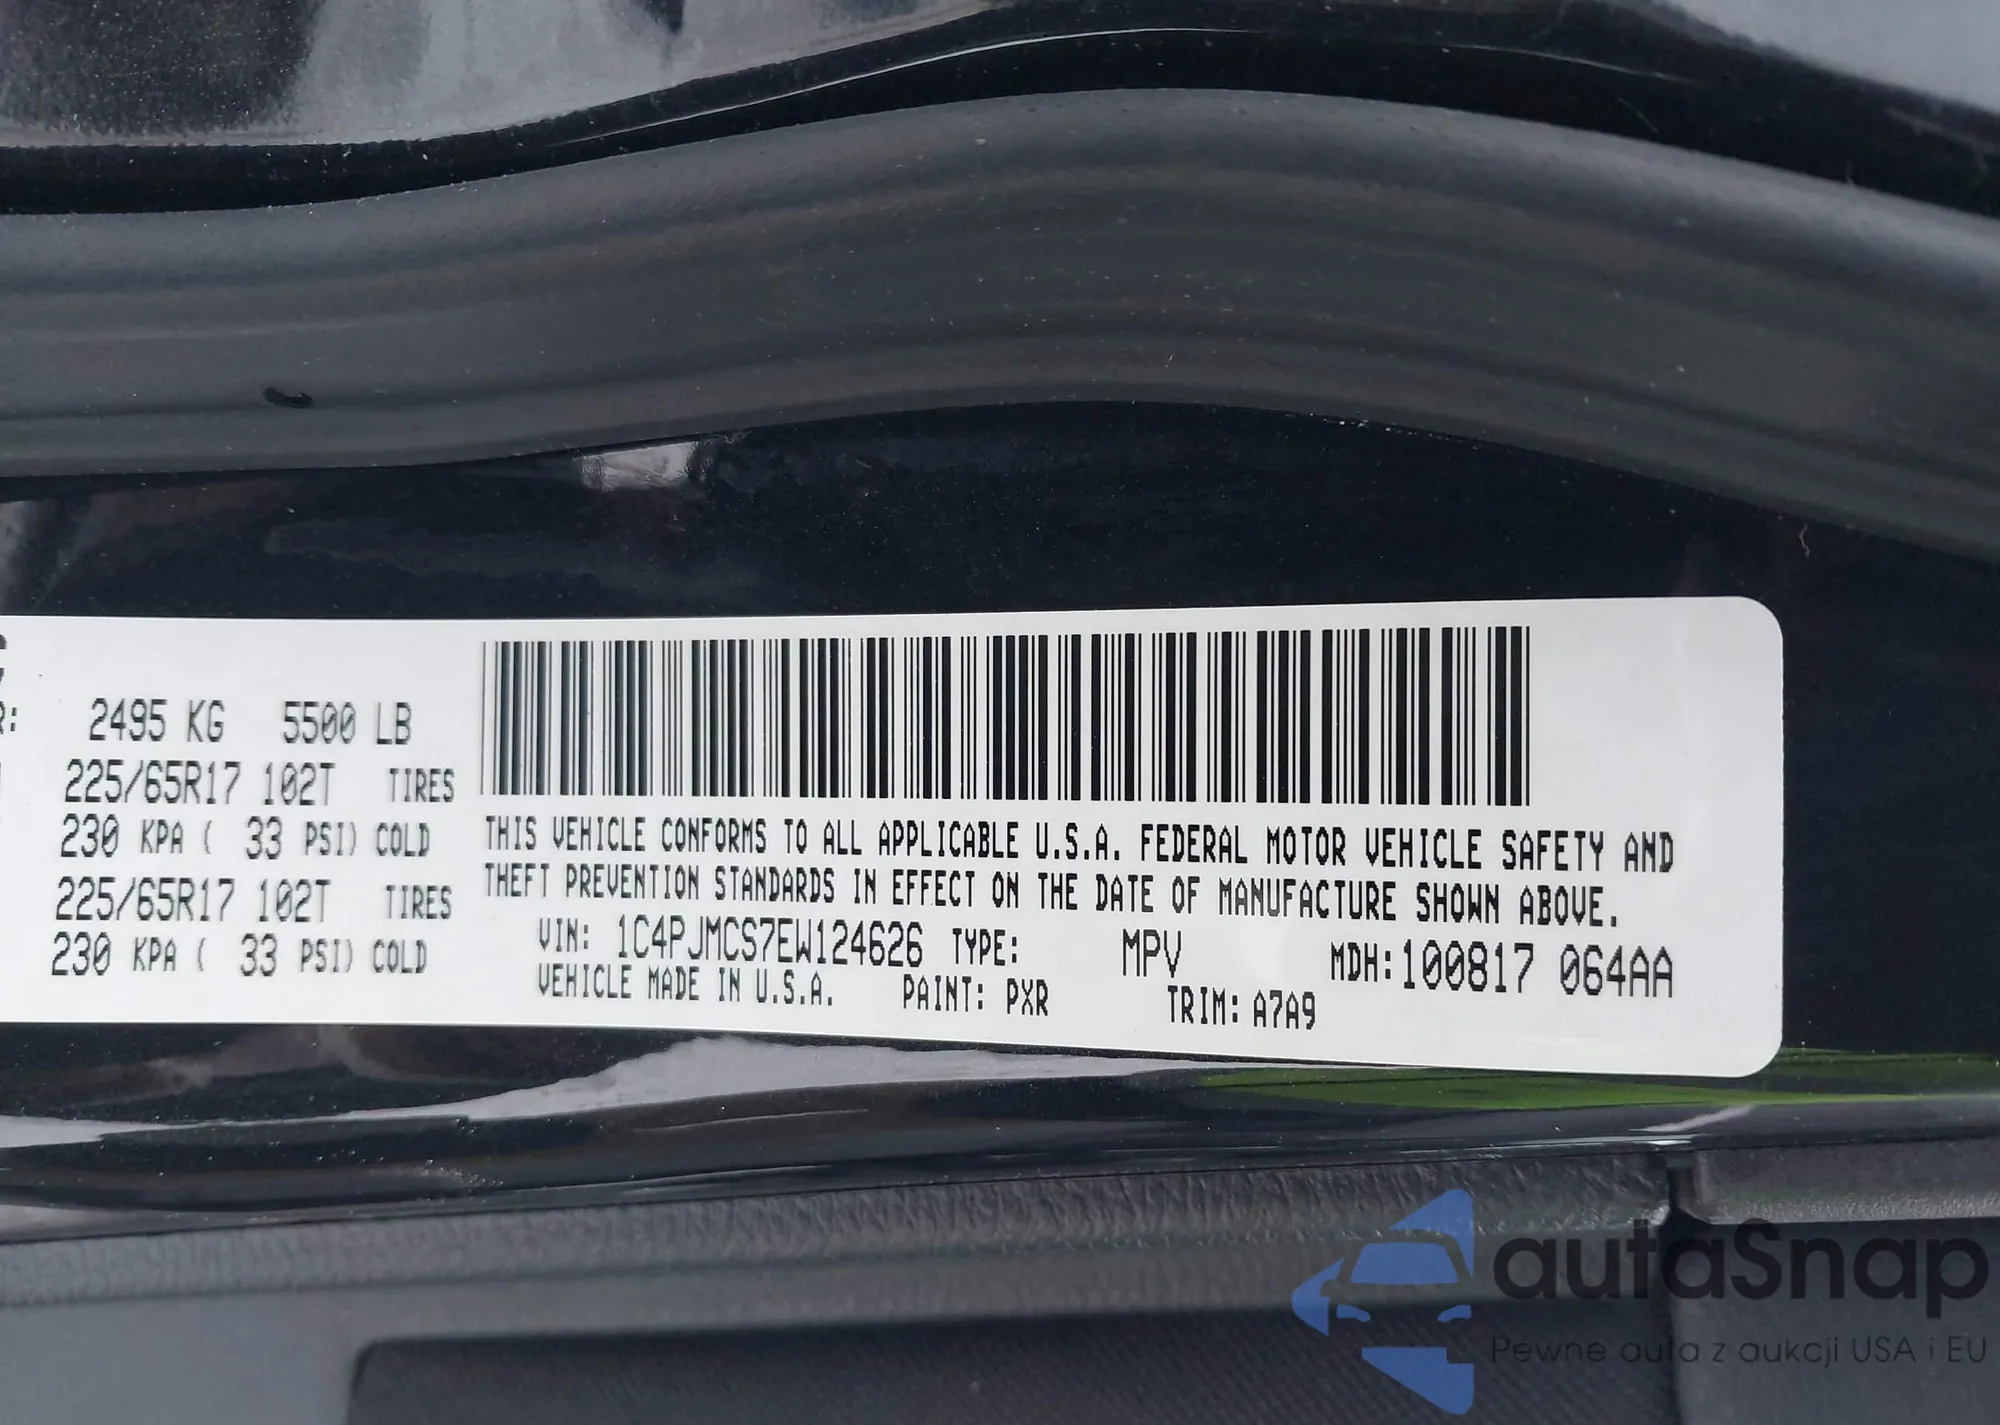 R: 2495 KG 5500 LB
225/65R17 102T TIRES
230 KPA ( 33 PSI) COLD
225/65R17 102T TIRES
230 KPA ( 33 PSI) COLD
THIS VEHICLE CONFORMS TO ALL APPLICABLE U.S.A. FEDERAL MOTOR VEHICLE SAFETY AND
THEFT PREVENTION STANDARDS IN EFFECT ON THE DATE OF MANUFACTURE SHOWN ABOVE.
VIN: 1C4PJMCS7EW124626 TYPE: MPV MDH:100817 064AA
VEHICLE MADE IN U.S.A. PAINT: PXR TRIM: A7A9
autaSnap
Pewne auta z aukcji USA i EU